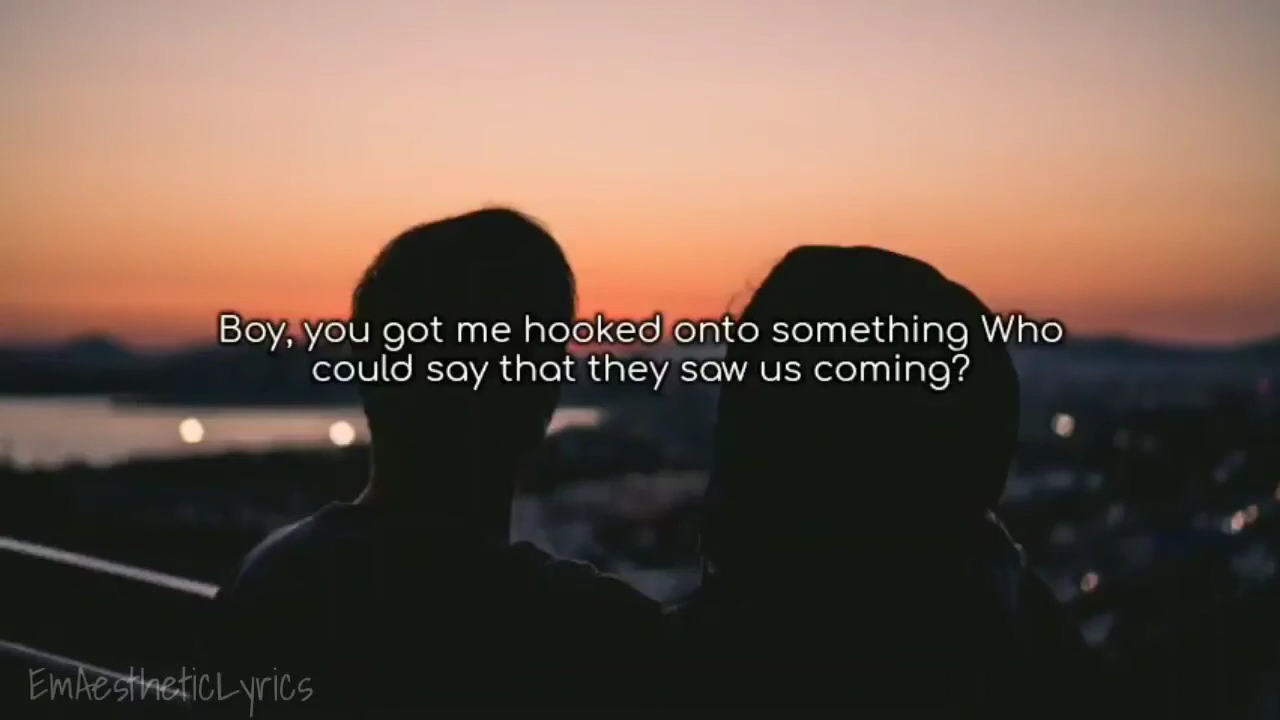 Boy, you got me hooked onto something Who
could say that they saw us coming?
EmAestheticLyrics